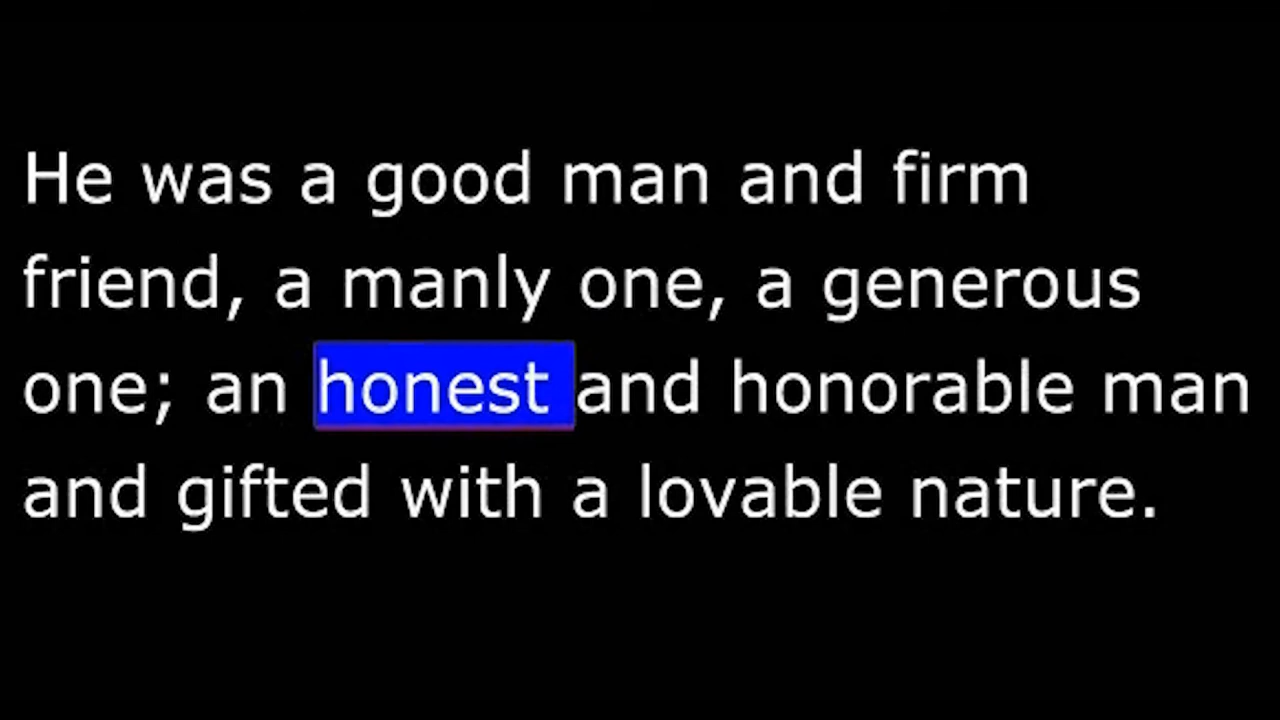 He was a good man and firm
friend, a manly one, a generous
one; an honest and honorable man
and gifted with a lovable nature.